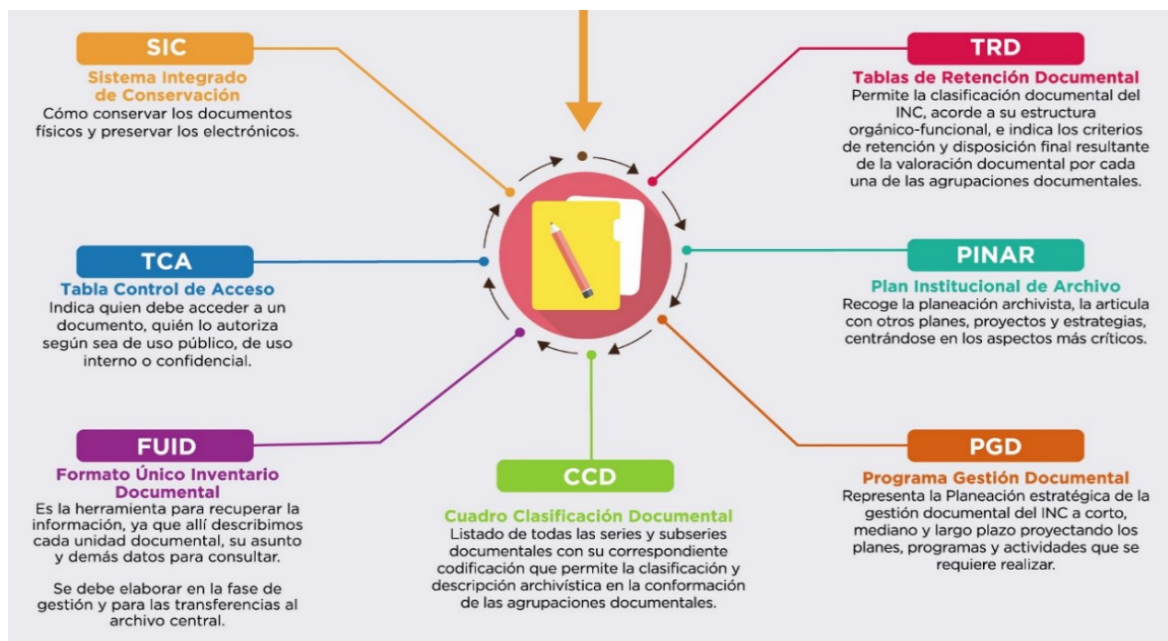 SIC
Sistema Integrado
de Conservación
Cómo conservar los documentos
físicos y preservar los electrónicos.
TRD
Tablas de Retención Documental
Permite la clasificación documental del
INC, acorde a su estructura
orgánico-funcional, e indica los criterios
de retención y disposición final resultante
de la valoración documental por cada
una de las agrupaciones documentales.
TCA
Tabla Control de Acceso
Indica quien debe acceder a un
documento, quién lo autoriza
según sea de uso público, de uso
interno o confidencial.
PINAR
Plan Institucional de Archivo
Recoge la planeación archivista, la articula
con otros planes, proyectos y estrategias,
centrándose en los aspectos más críticos.
FUID
Formato Único Inventario
Documental
Es la herramienta para recuperar la
información, ya que allí describimos
cada unidad documental, su asunto
y demás datos para consultar.
Se debe elaborar en la fase de
gestión y para las transferencias al
archivo central.
CCD
Cuadro Clasificación Documental
Listado de todas las series y subseries
documentales con su correspondiente
codificación que permite la clasificación y
descripción archivística en la conformación
de las agrupaciones documentales.
PGD
Programa Gestión Documental
Representa la Planeación estratégica de la
gestión documental del INC a corto,
mediano y largo plazo proyectando los
planes, programas y actividades que se
requiere realizar.